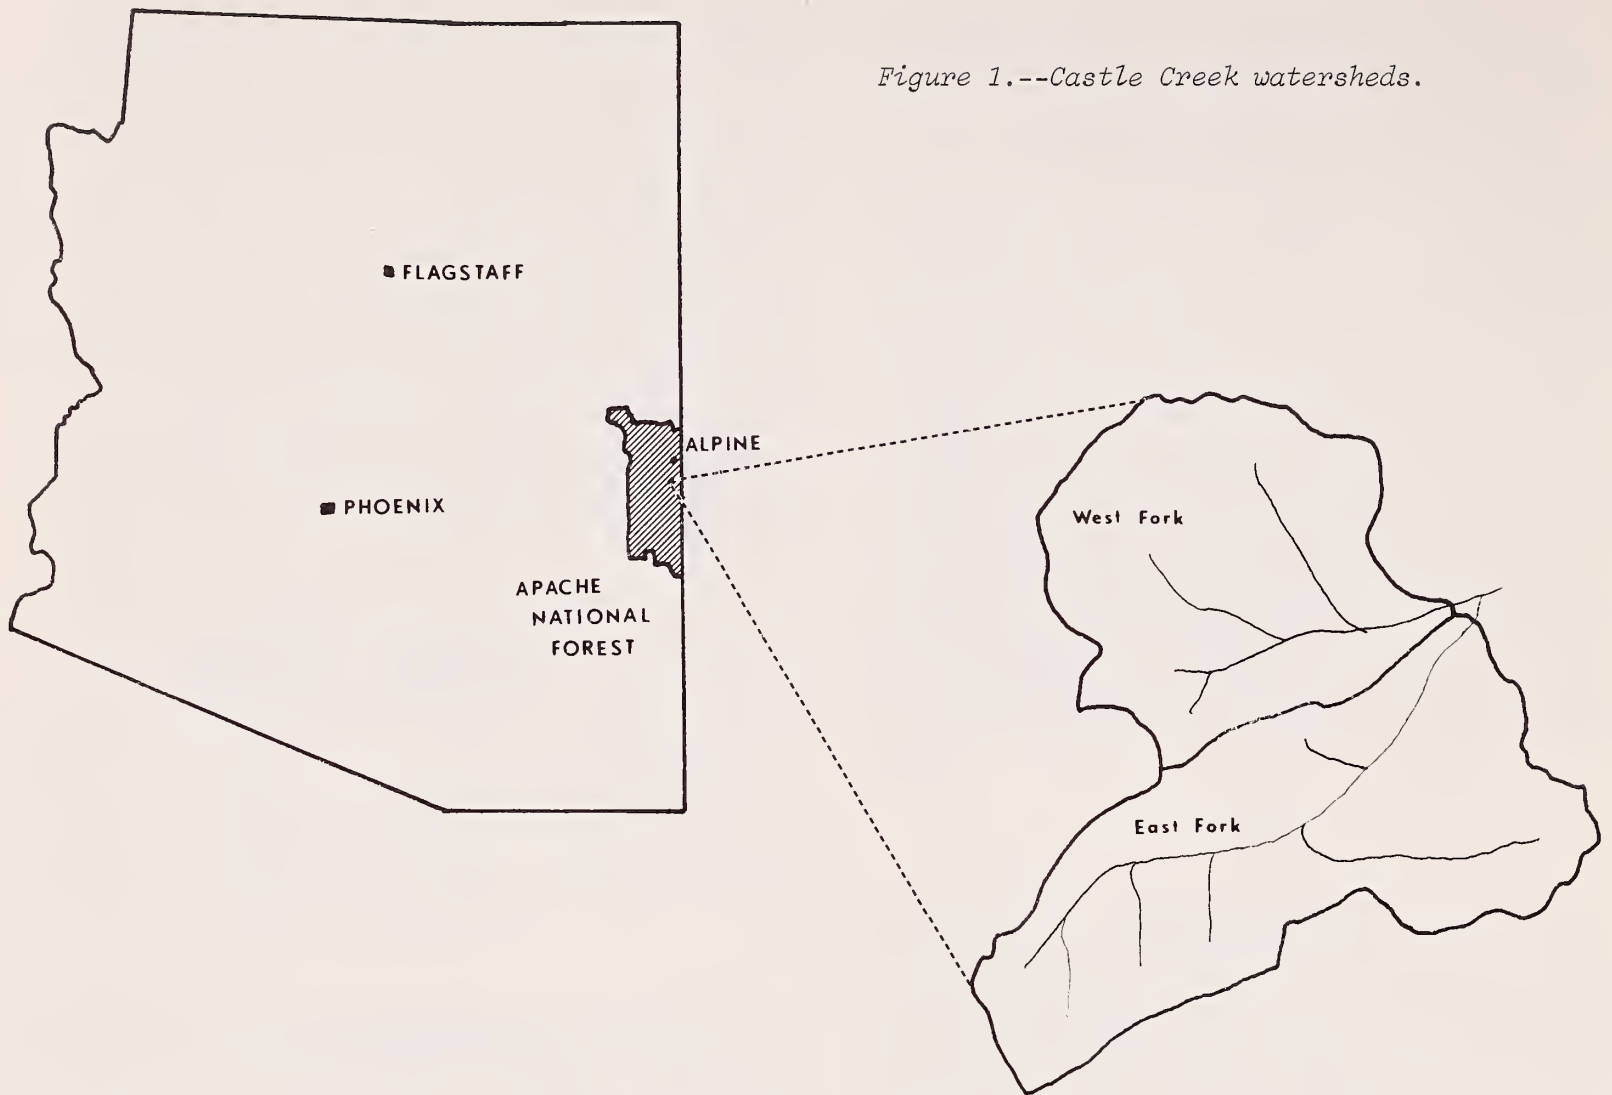 Figure 1.--Castle Creek watersheds.
FLAGSTAFF
ALPINE
PHOENIX
APACHE
NATIONAL
FOREST
West Fork
East Fork